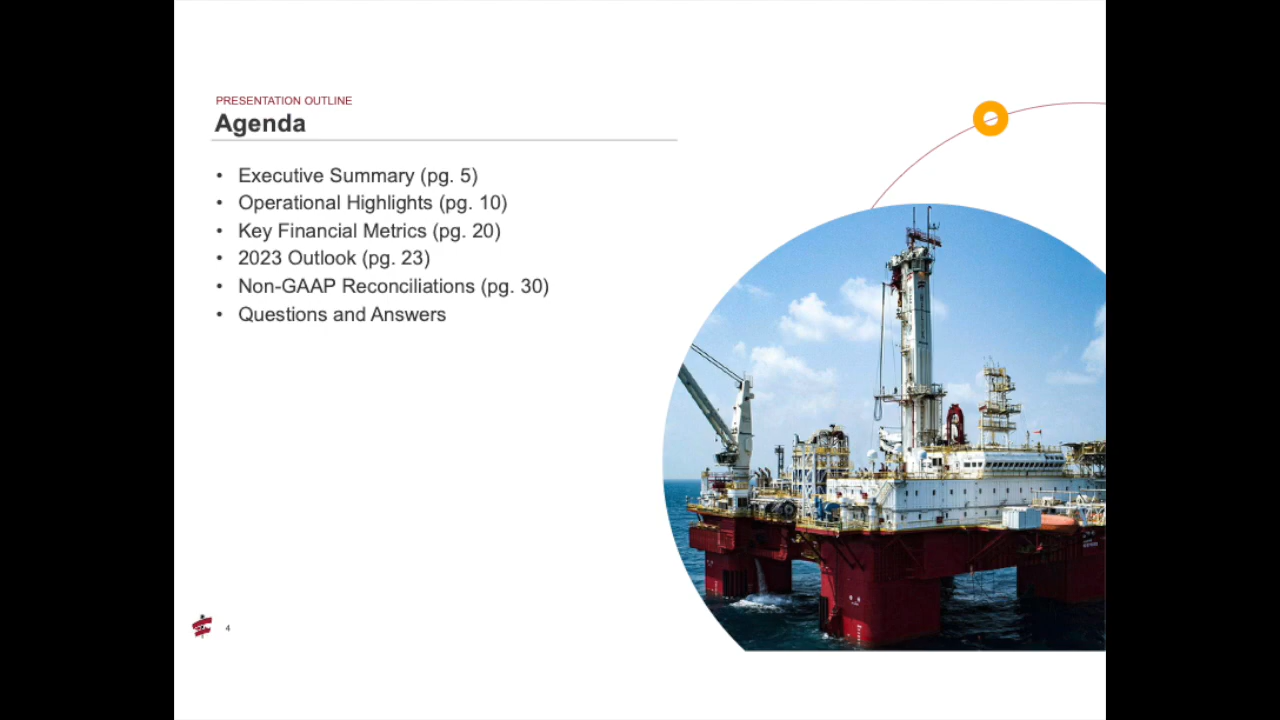 PRESENTATION OUTLINE
Agenda
• Executive Summary (pg. 5)
• Operational Highlights (pg. 10)
• Key Financial Metrics (pg. 20)
• 2023 Outlook (pg. 23)
• Non-GAAP Reconciliations (pg. 30)
• Questions and Answers
4